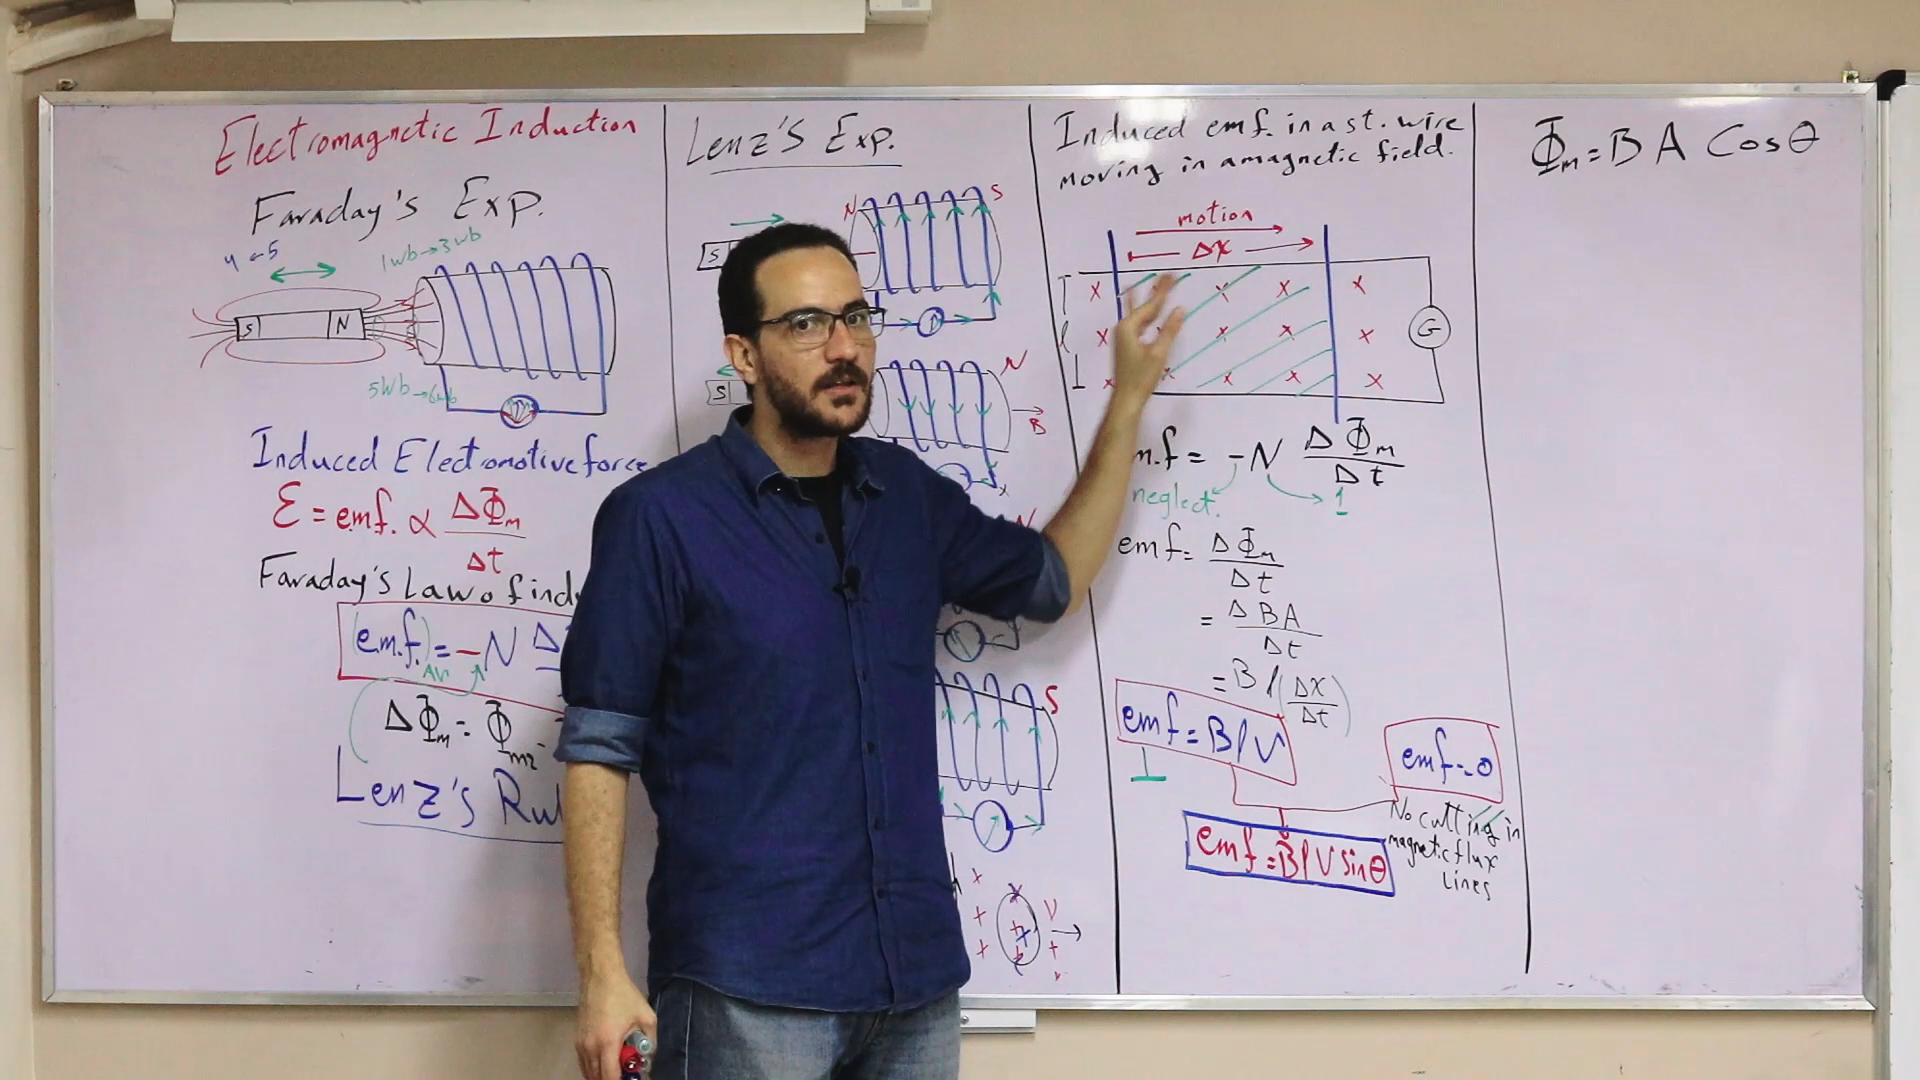 Electromagnetic Induction
Faraday's Exp.
4 ← 5
1wb→3wb
S N
5wb→6wb
Induced Electromotive force
Ɛ = emf. ∝ ΔΦm
Δt
Faraday's Law of ind
(e.m.f.)Av = -N Δ
ΔΦm = Φm2 -
Lenz's Rul
Lenz's Exp.
N S
S
S
N
B
N
S
V
Induced emf. in a st. wire
moving in a magnetic field.
motion
Δx
x x x x
l
x x x x
x x x x
G
m.f = -N ΔΦm
Δt
neglect. 1
emf = ΔΦm
Δt
= ΔBA
Δt
= Bl(Δx
Δt)
emf = BlV
⊥
emf = 0
No cutting in
magnetic flux
Lines
emf = BlV sinθ
Φm = B A Cosθ